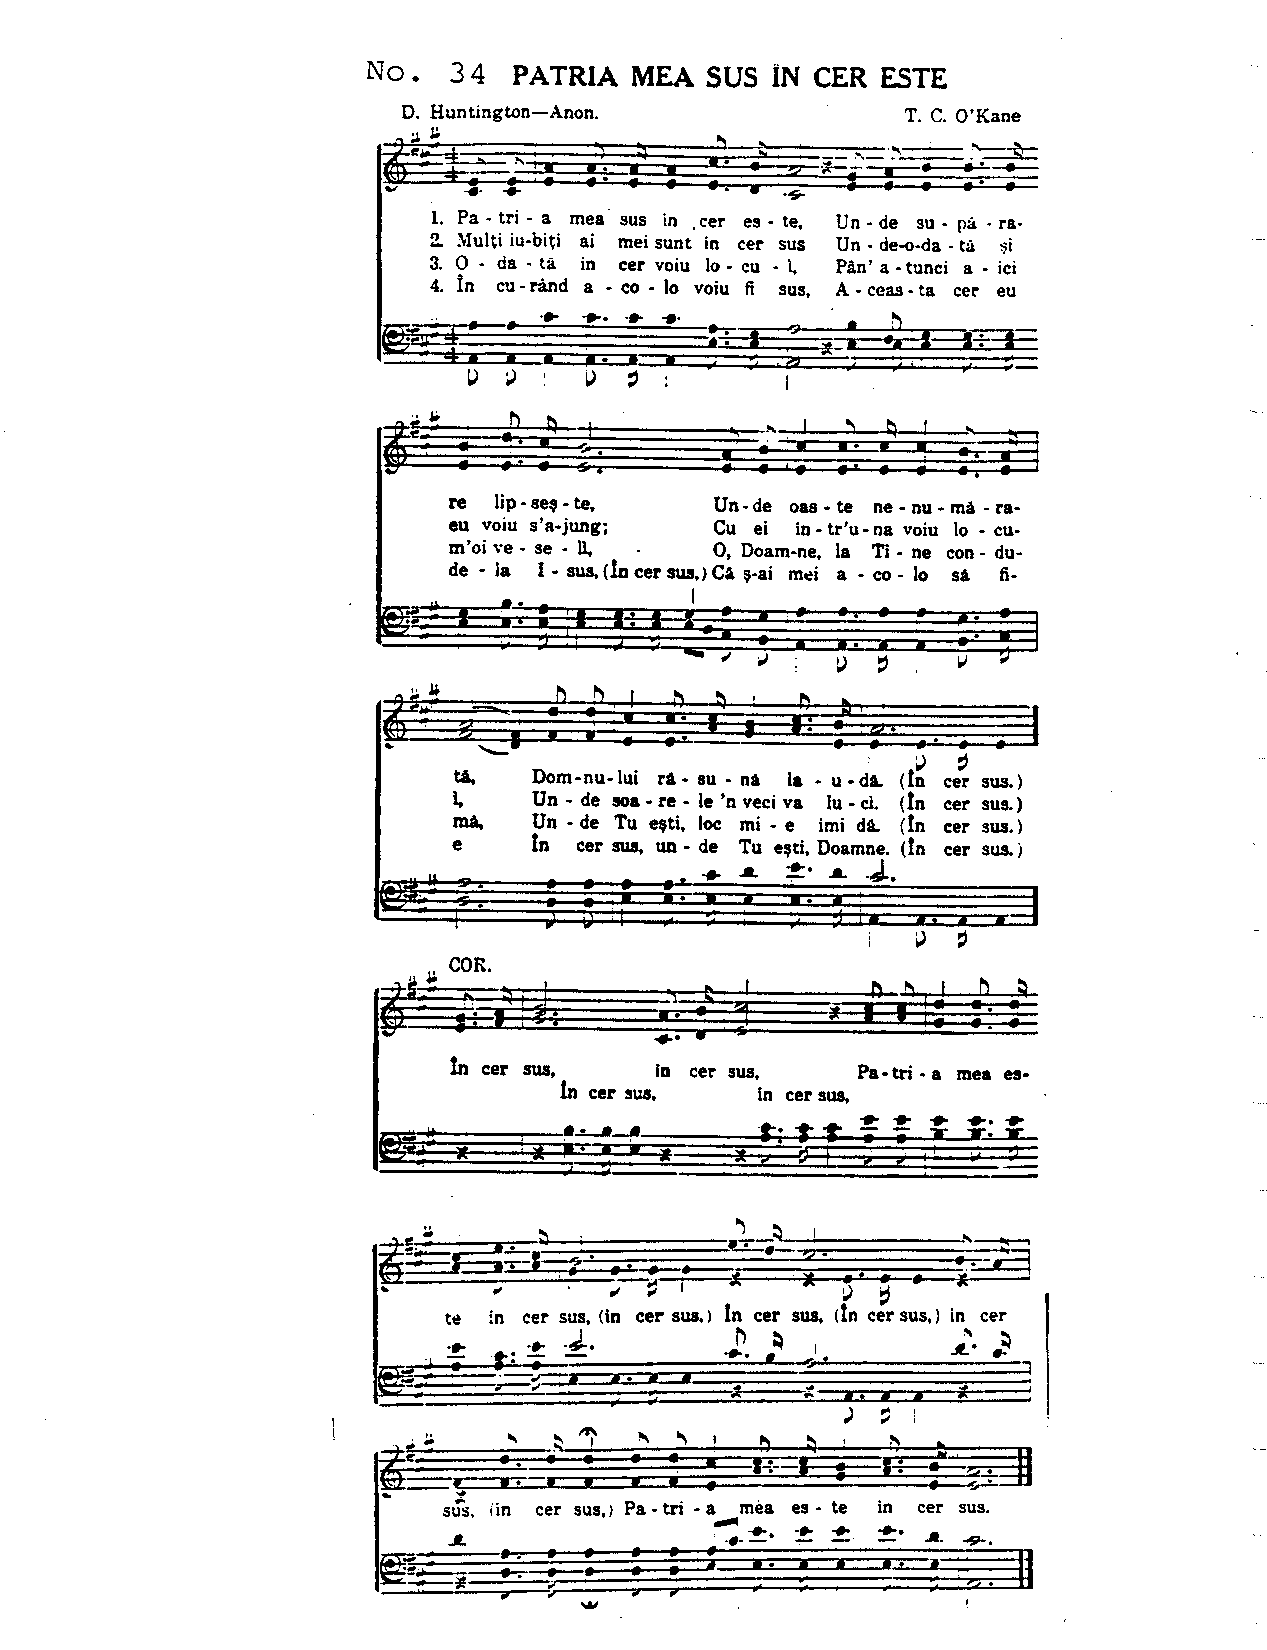 No. 34 PATRIA MEA SUS ÎN CER ESTE
D. Huntington—Anon. T. C. O'Kane
1. Pa - tri - a mea sus in cer es - te, Un - de su - pă - ra-
2. Mulți iu-biți ai mei sunt in cer sus Un - de-o-da - tă și
3. O - da - tă in cer voiu lo - cu - i, Pân' a - tunci a - ici
4. În cu - rând a - co - lo voiu fi sus, A - ceas - ta cer eu
re lip - seș - te, Un - de oas - te ne - nu - mă - ra-
eu voiu s'a-jung; Cu ei in - tr'u - na voiu lo - cu-
m'oi ve - se - li, O, Doam-ne, la Ti - ne con - du-
de - la I - sus, (În cer sus,) Că ș-ai mei a - co - lo să fi-
tă, Dom-nu-lui ră - su - nă la - u - dă. (În cer sus.)
i, Un - de soa - re - le 'n veci va lu - ci. (În cer sus.)
mă, Un - de Tu ești, loc mi - e imi dă. (În cer sus.)
e În cer sus, un - de Tu ești, Doamne. (În cer sus.)
COR.
În cer sus, in cer sus, Pa - tri - a mea es-
În cer sus, in cer sus,
te in cer sus, (in cer sus.) În cer sus, (În cer sus,) in cer
sus, (in cer sus,) Pa - tri - a mea es - te in cer sus.